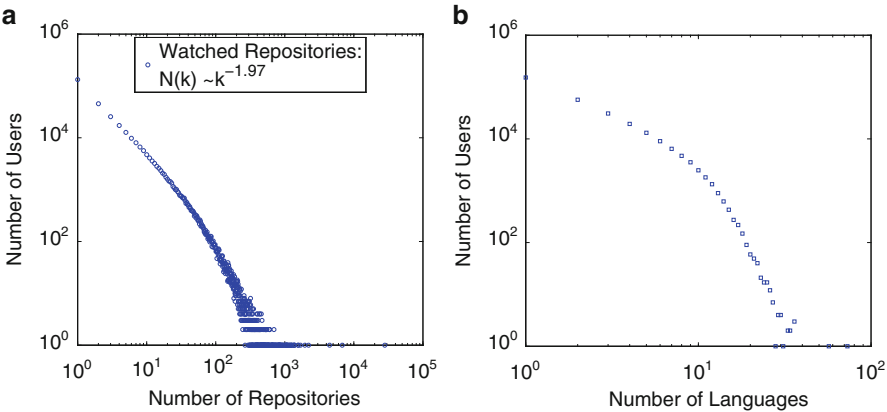 a
10^6
10^4
10^2
10^0
Number of Users
Watched Repositories:
N(k) ~k^−1.97
10^0 10^1 10^2 10^3 10^4 10^5
Number of Repositories
b
10^6
10^4
10^2
10^0
Number of Users
10^0 10^1 10^2
Number of Languages